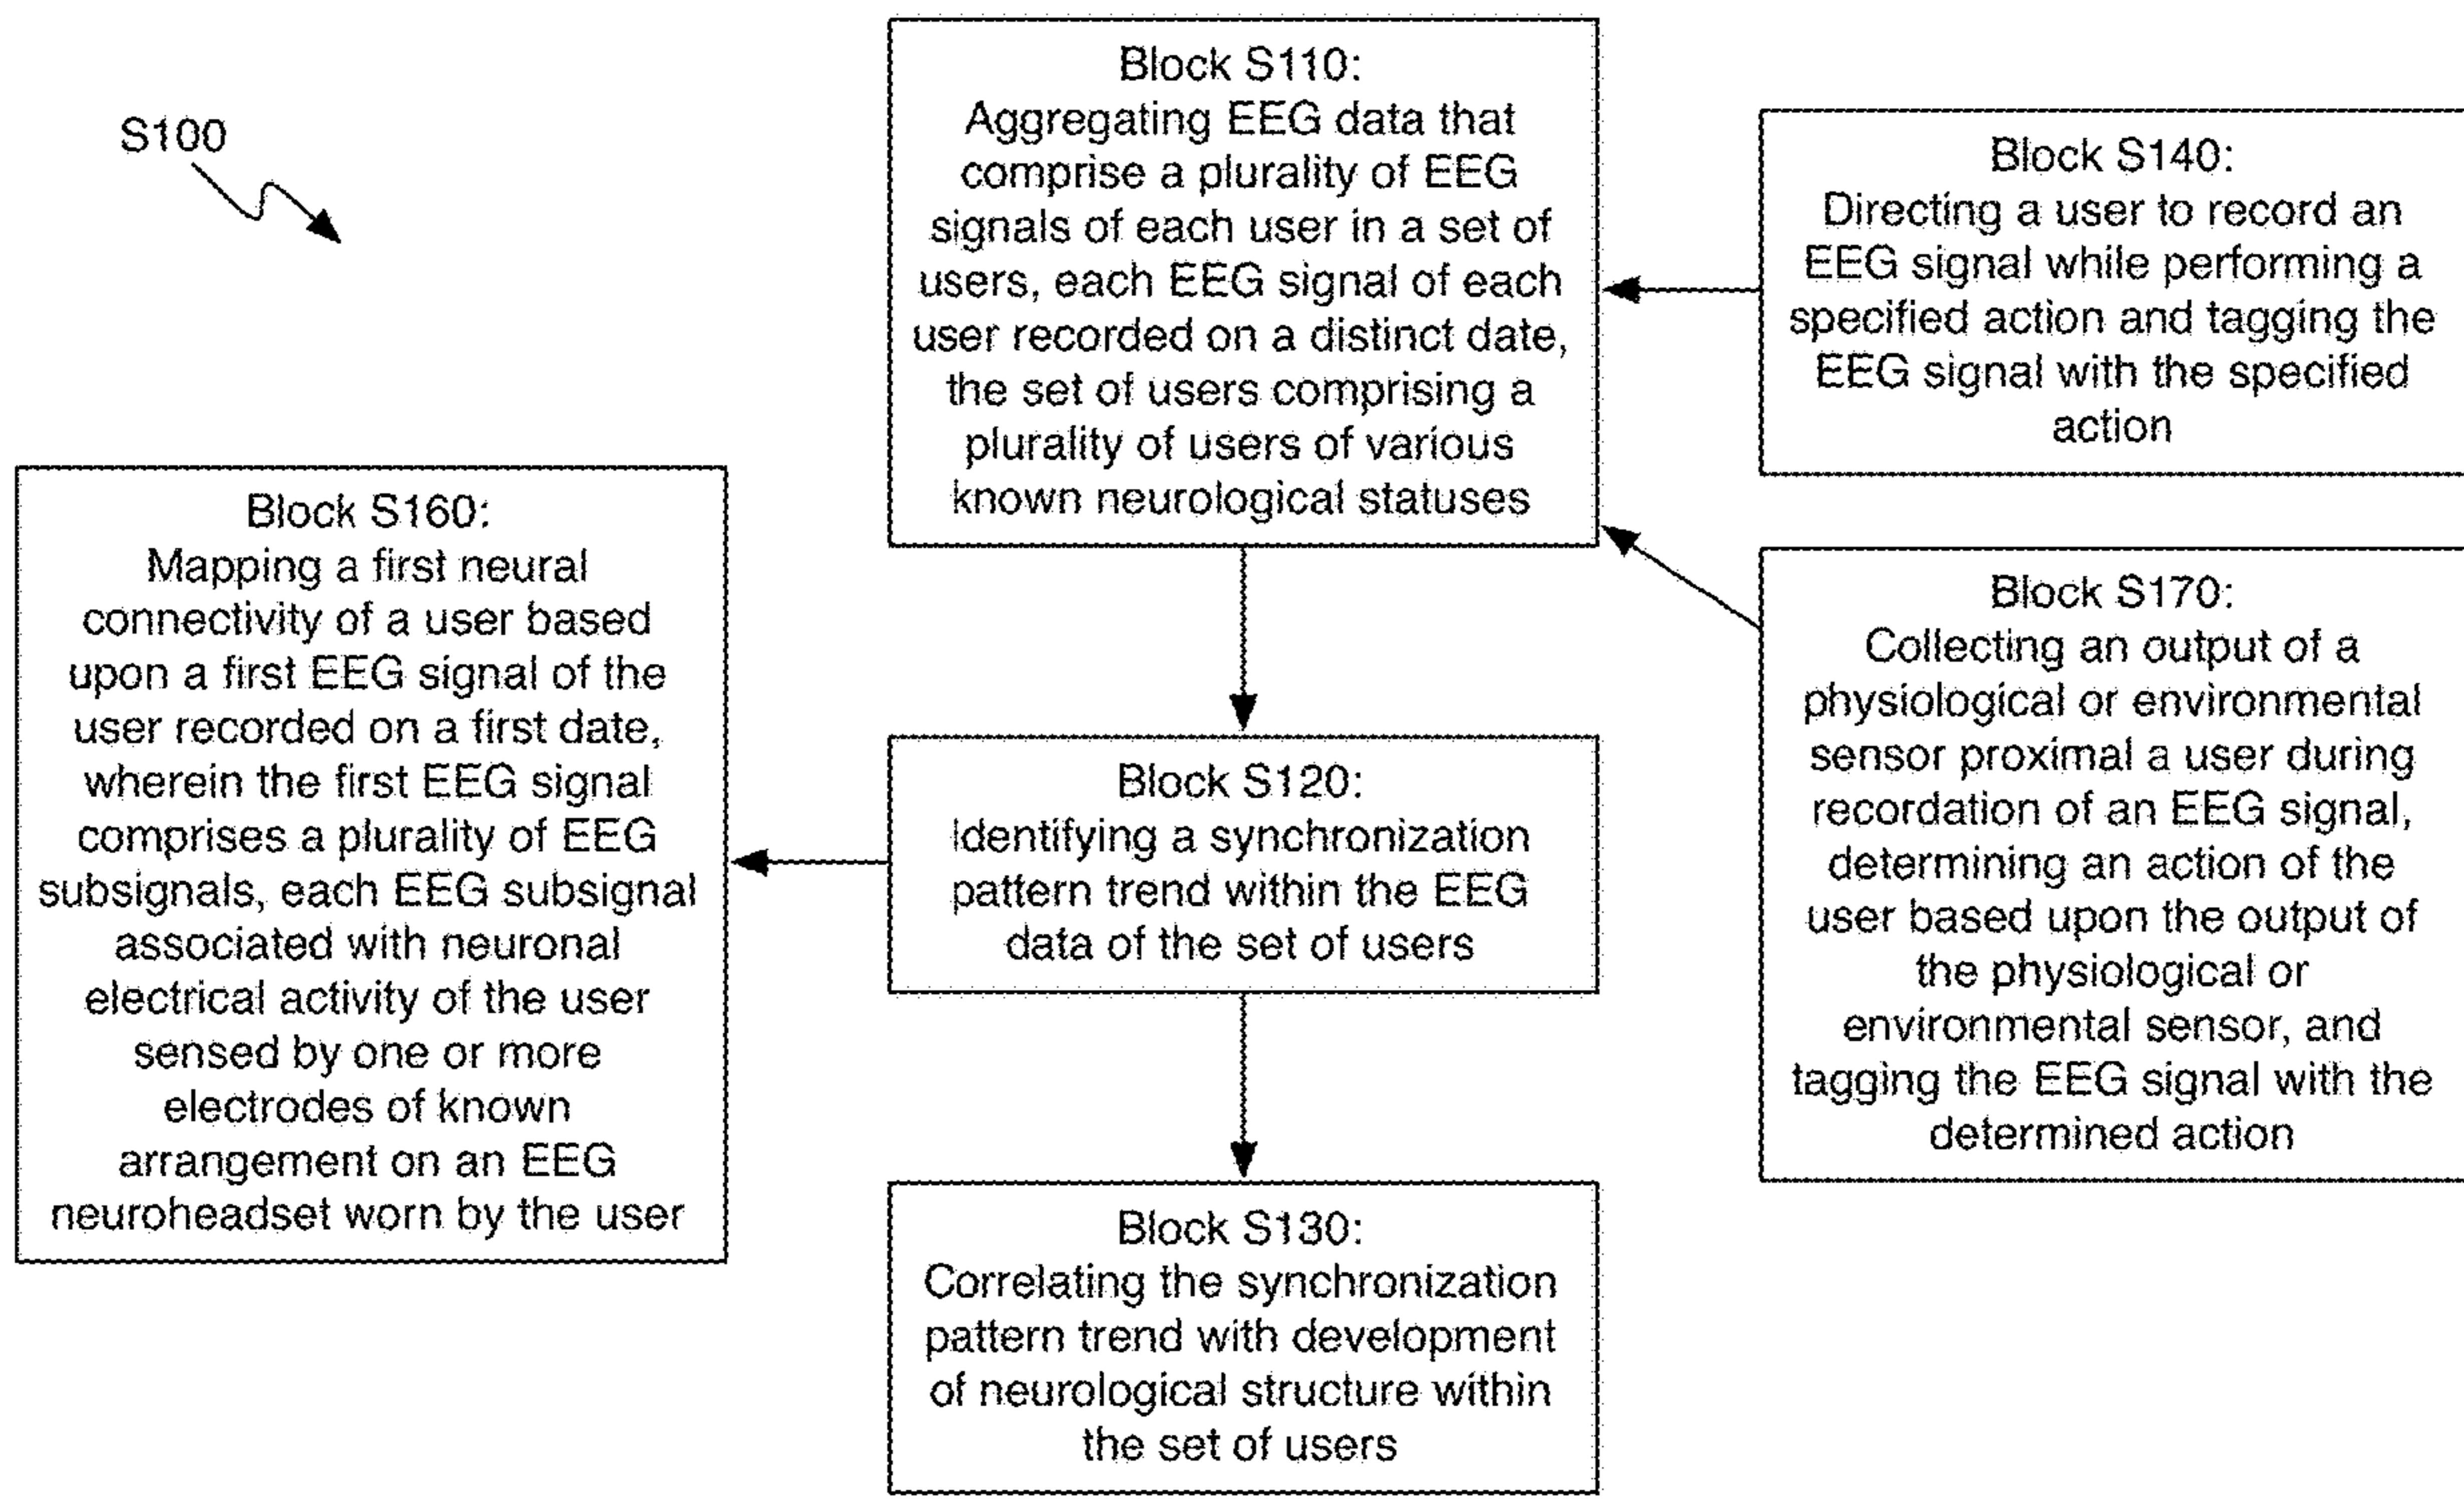 S100
Block S110:
Aggregating EEG data that
comprise a plurality of EEG
signals of each user in a set of
users, each EEG signal of each
user recorded on a distinct date,
the set of users comprising a
plurality of users of various
known neurological statuses
Block S140:
Directing a user to record an
EEG signal while performing a
specified action and tagging the
EEG signal with the specified
action
Block S160:
Mapping a first neural
connectivity of a user based
upon a first EEG signal of the
user recorded on a first date,
wherein the first EEG signal
comprises a plurality of EEG
subsignals, each EEG subsignal
associated with neuronal
electrical activity of the user
sensed by one or more
electrodes of known
arrangement on an EEG
neuroheadset worn by the user
Block S120:
Identifying a synchronization
pattern trend within the EEG
data of the set of users
Block S170:
Collecting an output of a
physiological or environmental
sensor proximal a user during
recordation of an EEG signal,
determining an action of the
user based upon the output of
the physiological or
environmental sensor, and
tagging the EEG signal with the
determined action
Block S130:
Correlating the synchronization
pattern trend with development
of neurological structure within
the set of users